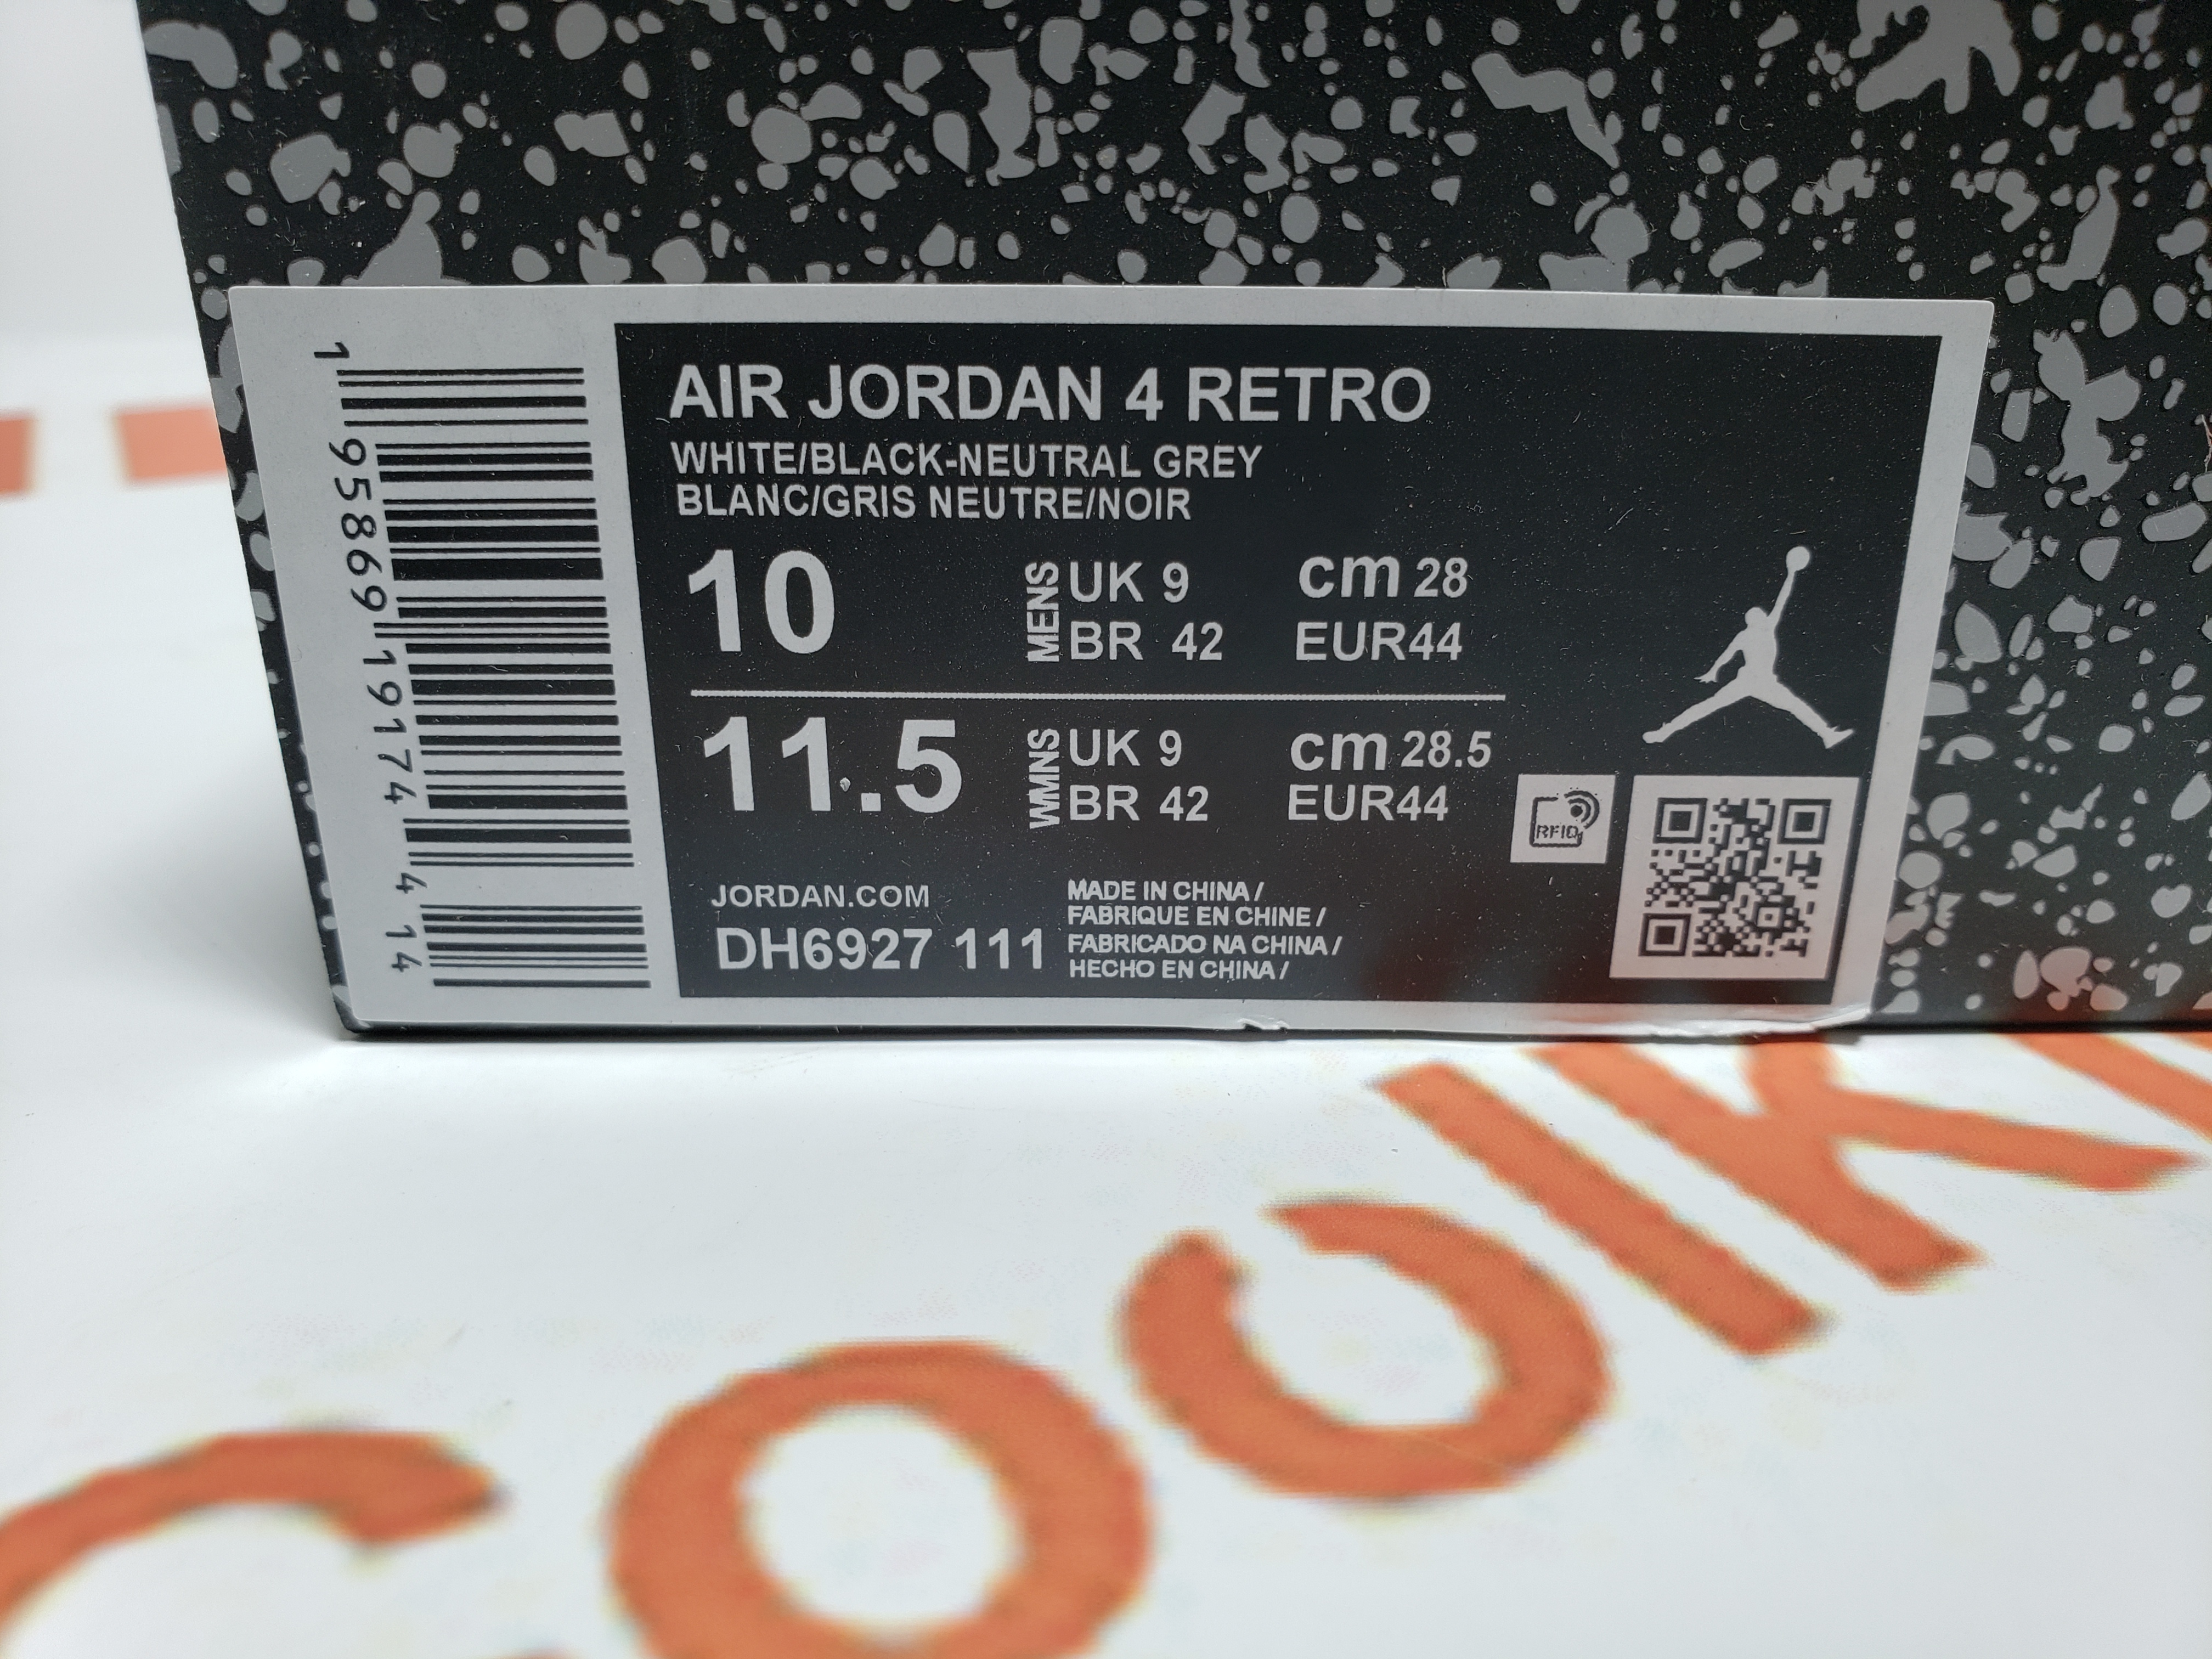 AIR JORDAN 4 RETRO
WHITE/BLACK-NEUTRAL GREY
BLANC/GRIS NEUTRE/NOIR
10 MENS UK 9 cm 28
BR 42 EUR44
11.5 WMNS UK 9 cm 28.5
BR 42 EUR44
RFID
JORDAN.COM
DH6927 111
MADE IN CHINA /
FABRIQUE EN CHINE /
FABRICADO NA CHINA /
HECHO EN CHINA /
1 95869 19174 4 14
COOIK